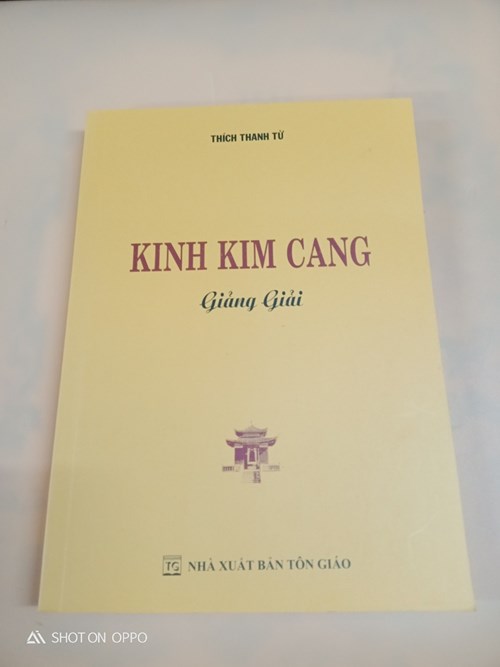 THÍCH THANH TỪ
KINH KIM CANG
Giảng Giải
TG NHÀ XUẤT BẢN TÔN GIÁO
SHOT ON OPPO